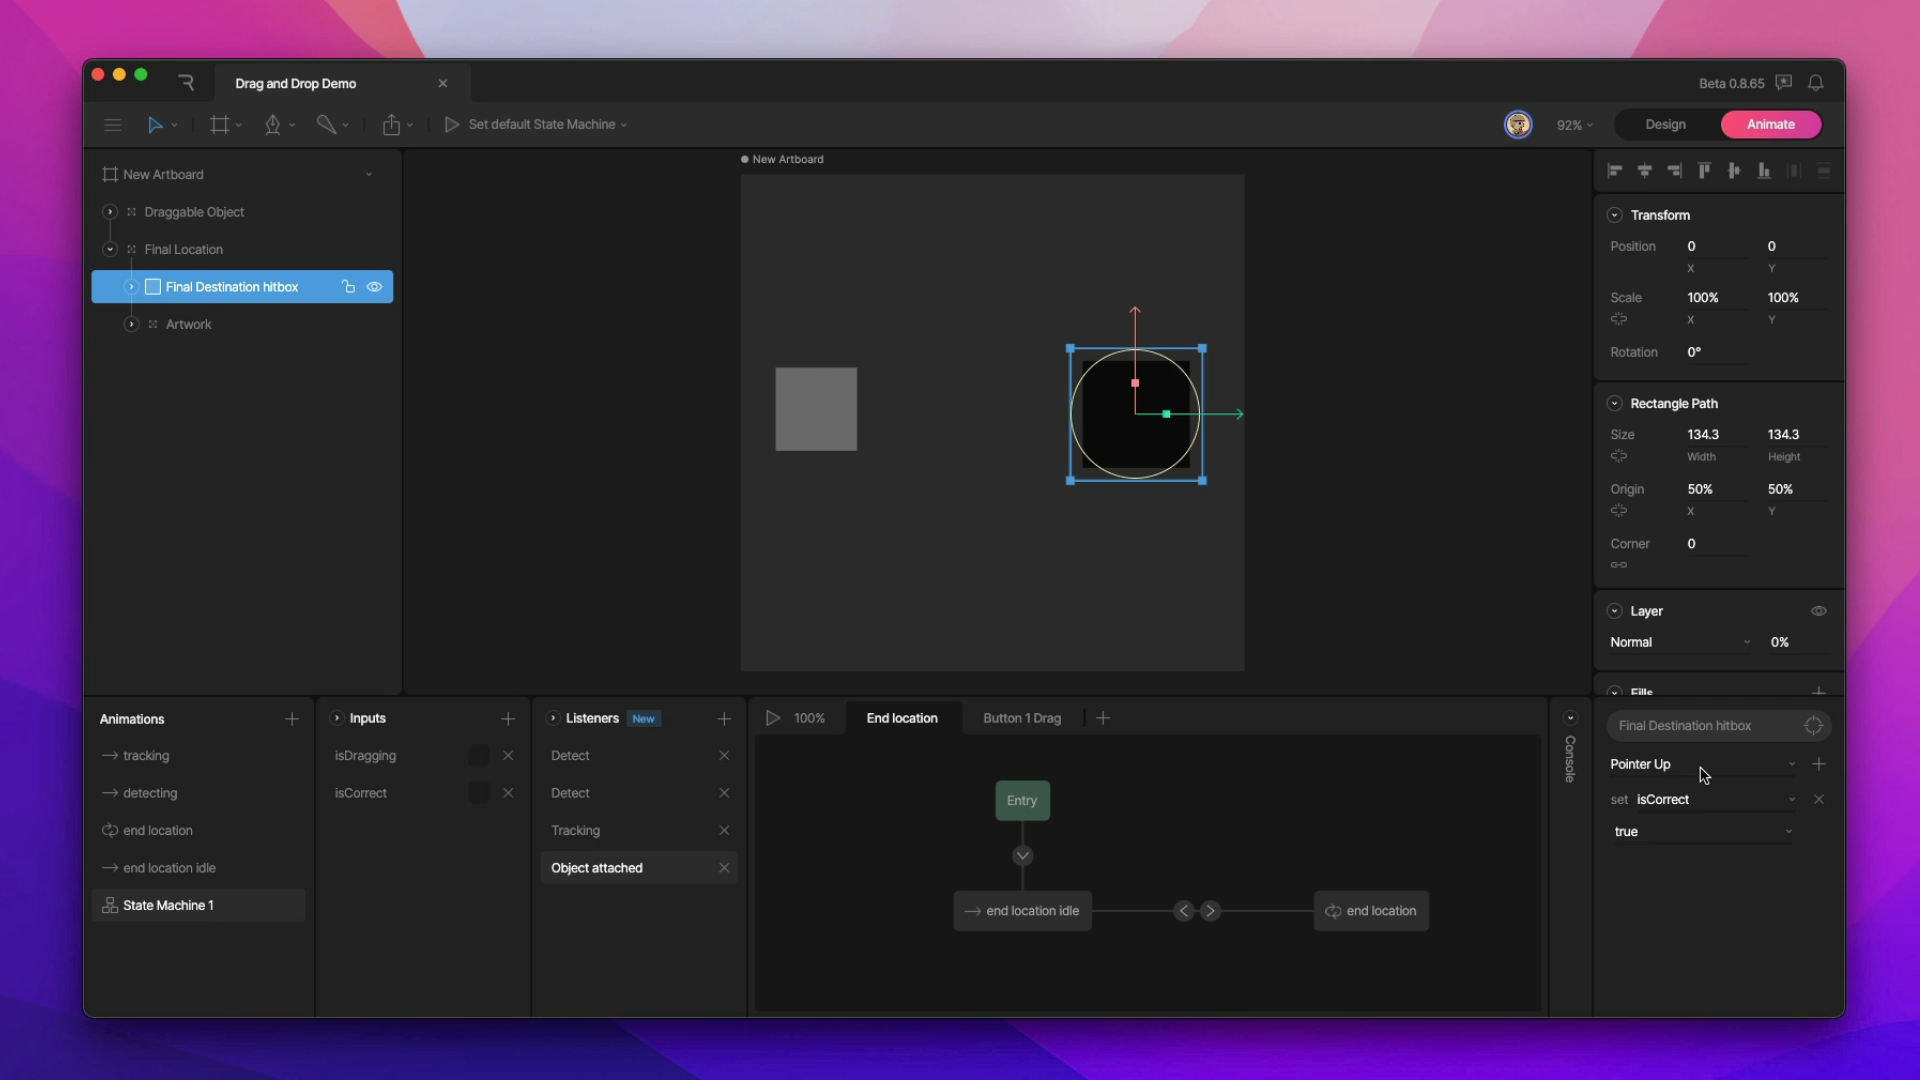 Drag and Drop Demo
Beta 0.8.65
Set default State Machine
92%
Design
Animate
New Artboard
Draggable Object
Final Location
Final Destination hitbox
Artwork
New Artboard
Transform
Position 0 0
X Y
Scale 100% 100%
X Y
Rotation 0°
Rectangle Path
Size 134.3 134.3
Width Height
Origin 50% 50%
X Y
Corner 0
Layer
Normal 0%
Fills
Animations
tracking
detecting
end location
end location idle
State Machine 1
Inputs
isDragging
isCorrect
Listeners New
Detect
Detect
Tracking
Object attached
100%
End location
Button 1 Drag
Entry
end location idle
end location
Console
Final Destination hitbox
Pointer Up
set isCorrect
true